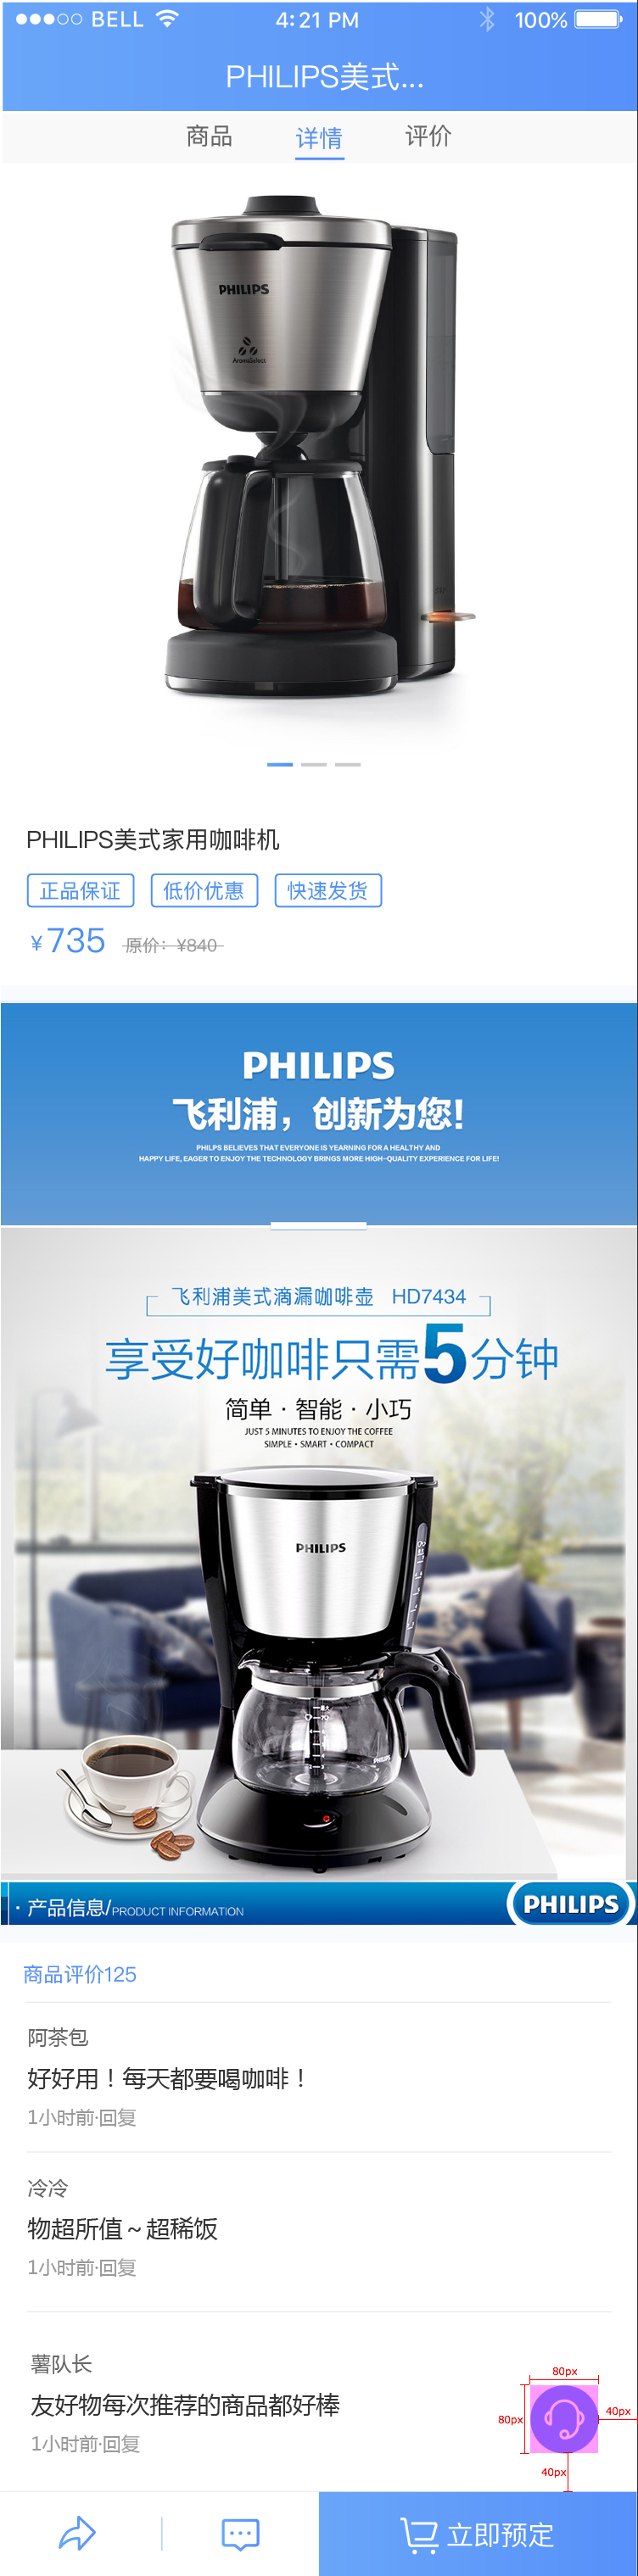 BELL 4:21 PM 100%
PHILIPS美式...
商品 详情 评价
PHILIPS
AromaSelect
PHILIPS美式家用咖啡机
正品保证 低价优惠 快速发货
¥735 原价：¥840
PHILIPS
飞利浦，创新为您!
PHILPS BELIEVES THAT EVERYONE IS YEARNING FOR A HEALTHY AND
HAPPY LIFE, EAGER TO ENJOY THE TECHNOLOGY BRINGS MORE HIGH-QUALITY EXPERIENCE FOR LIFE!
飞利浦美式滴漏咖啡壶 HD7434
享受好咖啡只需5分钟
简单·智能·小巧
JUST 5 MINUTES TO ENJOY THE COFFEE
SIMPLE·SMART·COMPACT
PHILIPS
PHILIPS
·产品信息/PRODUCT INFORMATION PHILIPS
商品评价125
阿茶包
好好用！每天都要喝咖啡！
1小时前·回复
冷冷
物超所值～超稀饭
1小时前·回复
薯队长
友好物每次推荐的商品都好棒
1小时前·回复
80px
80px
40px
40px
立即预定